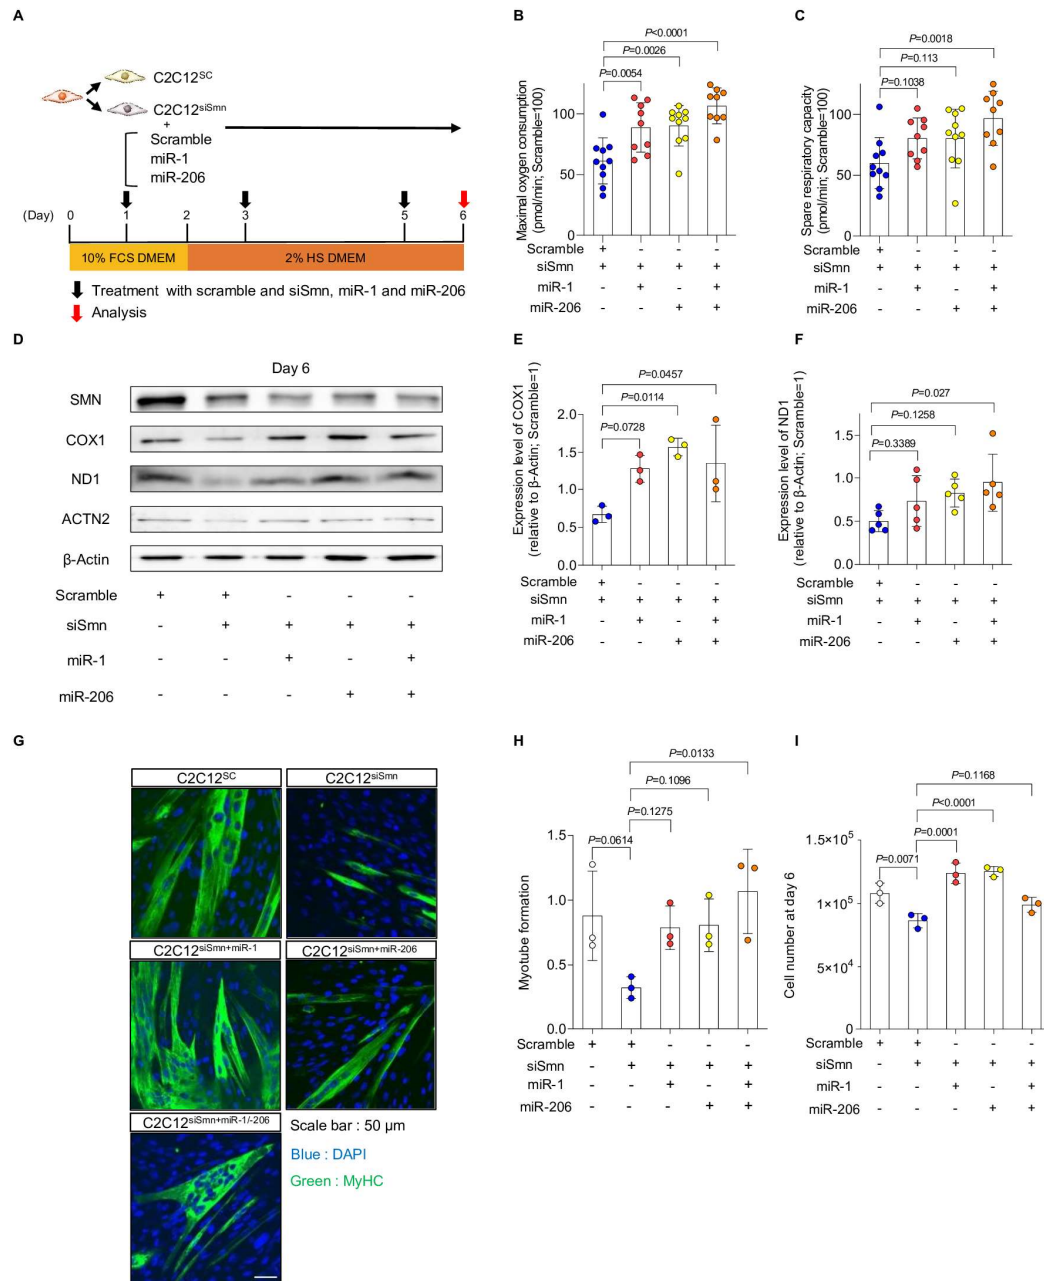 A
C2C12SC
C2C12siSmn
+
Scramble
miR-1
miR-206
(Day) 0 1 2 3 5 6
10% FCS DMEM 2% HS DMEM
Treatment with scramble and siSmn, miR-1 and miR-206
Analysis
B
Maximal oxygen consumption
(pmol/min; Scramble=100)
P<0.0001
P=0.0026
P=0.0054
100
50
0
Scramble + - - -
siSmn + + + +
miR-1 - + - +
miR-206 - - + +
C
Spare respiratory capacity
(pmol/min; Scramble=100)
P=0.0018
P=0.113
P=0.1038
100
50
0
Scramble + - - -
siSmn + + + +
miR-1 - + - +
miR-206 - - + +
D
Day 6
SMN
COX1
ND1
ACTN2
β-Actin
Scramble + + - - -
siSmn - + + + +
miR-1 - - + - +
miR-206 - - - + +
E
Expression level of COX1
(relative to β-Actin; Scramble=1)
P=0.0457
P=0.0114
P=0.0728
2.0
1.5
1.0
0.5
0.0
Scramble + - - -
siSmn + + + +
miR-1 - + - +
miR-206 - - + +
F
Expression level of ND1
(relative to β-Actin; Scramble=1)
P=0.027
P=0.1258
P=0.3389
1.5
1.0
0.5
0.0
Scramble + - - -
siSmn + + + +
miR-1 - + - +
miR-206 - - + +
G
C2C12SC
C2C12siSmn
C2C12siSmn+miR-1
C2C12siSmn+miR-206
C2C12siSmn+miR-1/-206
Scale bar : 50 μm
Blue : DAPI
Green : MyHC
H
Myotube formation
P=0.0133
P=0.1096
P=0.1275
P=0.0614
1.5
1.0
0.5
0.0
Scramble + + - - -
siSmn - + + + +
miR-1 - - + - +
miR-206 - - - + +
I
Cell number at day 6
P=0.1168
P<0.0001
P=0.0001
P=0.0071
1.5×10^5
1×10^5
5×10^4
0
Scramble + + - - -
siSmn - + + + +
miR-1 - - + - +
miR-206 - - - + +